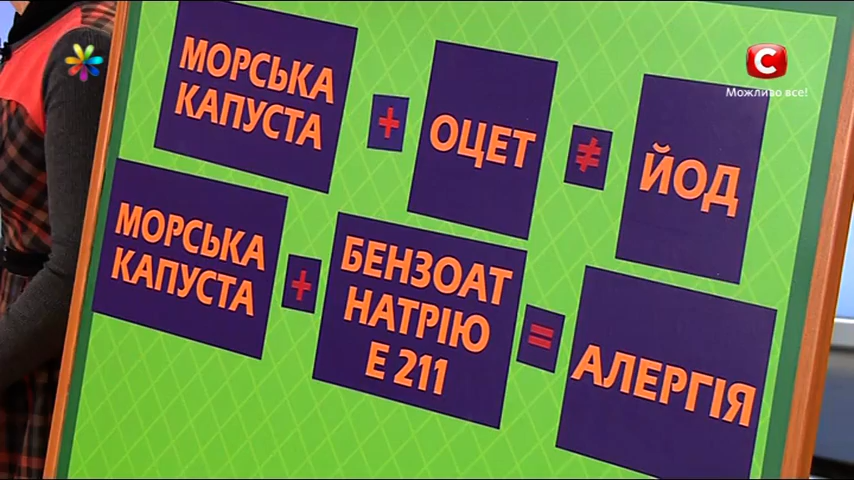 МОРСЬКА
КАПУСТА
+
ОЦЕТ
≠
ЙОД
МОРСЬКА
КАПУСТА
+
БЕНЗОАТ
НАТРІЮ
Е 211
=
АЛЕРГІЯ
С
Можливо все!